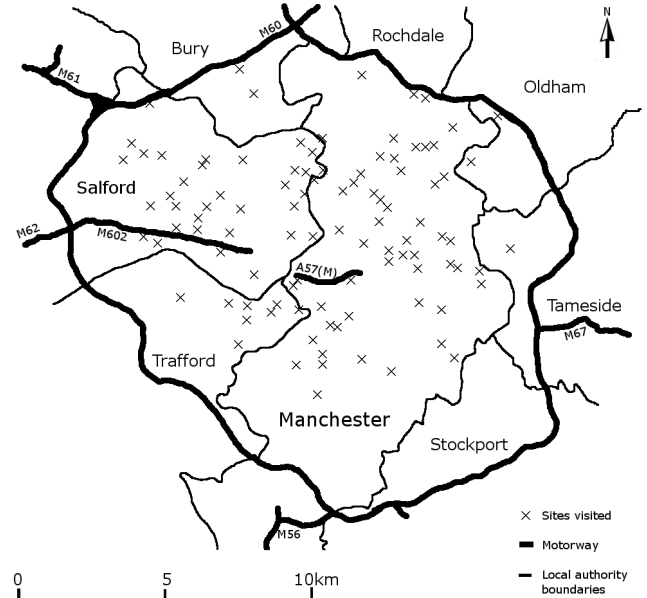 M60
N
Rochdale
Bury
M61
Oldham
Salford
M62
M602
A57(M)
Tameside
M67
Trafford
Manchester
Stockport
Sites visited
M56
Motorway
Local authority
boundaries
0 5 10km